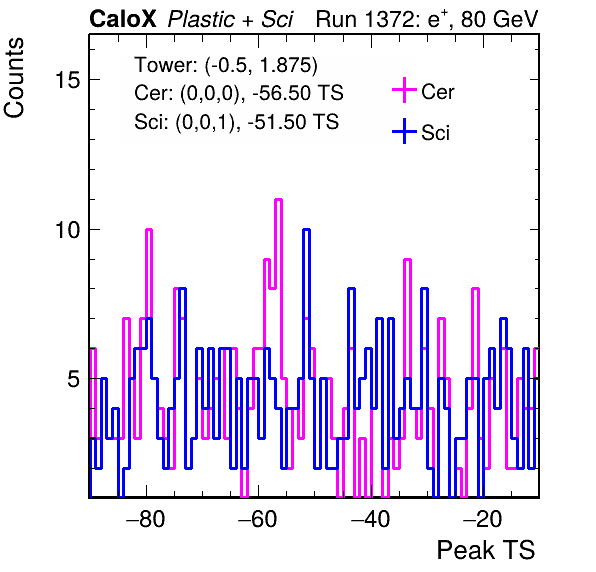 CaloX Plastic + Sci Run 1372: e⁺, 80 GeV
Tower: (-0.5, 1.875)
Cer: (0,0,0), -56.50 TS
Sci: (0,0,1), -51.50 TS
Cer
Sci
Counts
15
10
5
−80 −60 −40 −20
Peak TS